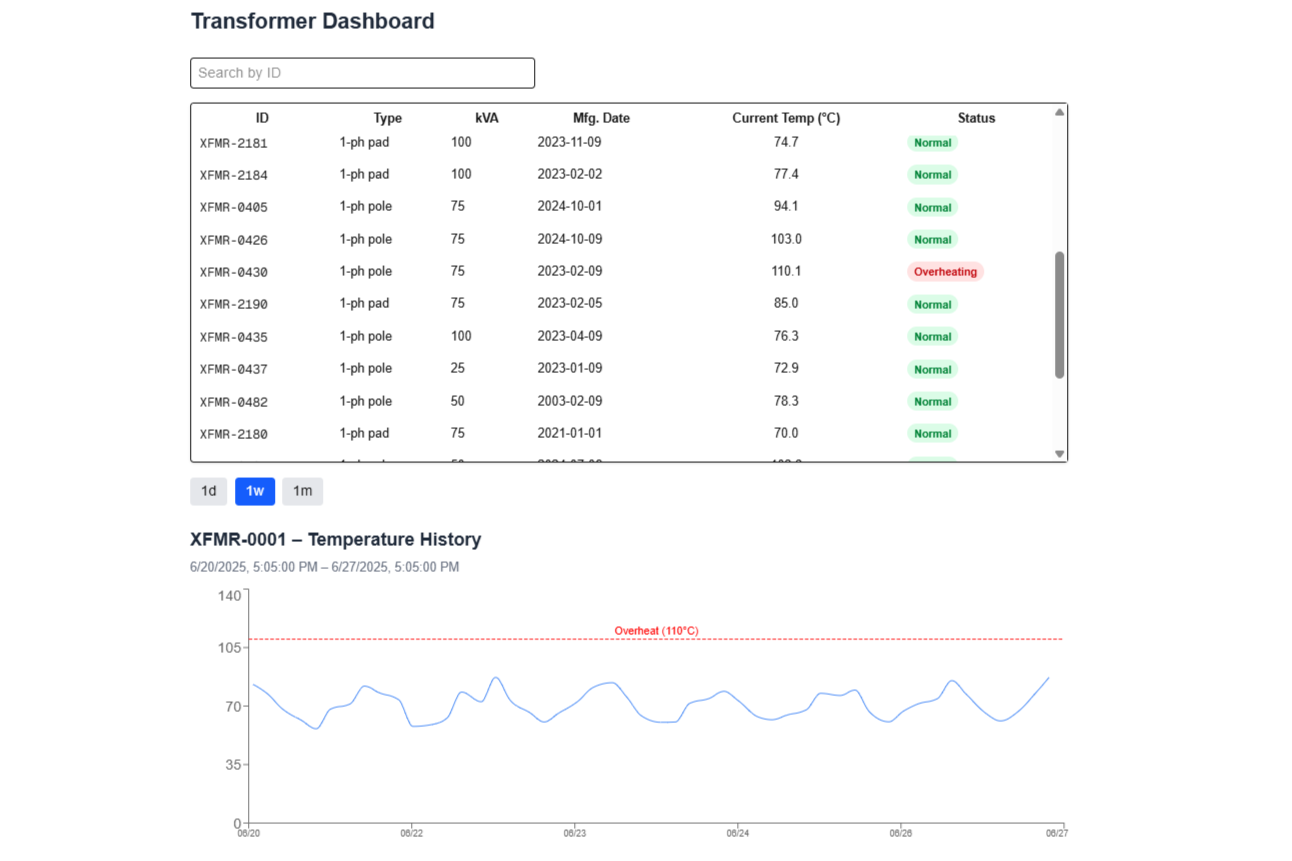 Transformer Dashboard
Search by ID
ID Type kVA Mfg. Date Current Temp (°C) Status
XFMR-2181 1-ph pad 100 2023-11-09 74.7 Normal
XFMR-2184 1-ph pad 100 2023-02-02 77.4 Normal
XFMR-0405 1-ph pole 75 2024-10-01 94.1 Normal
XFMR-0426 1-ph pole 75 2024-10-09 103.0 Normal
XFMR-0430 1-ph pole 75 2023-02-09 110.1 Overheating
XFMR-2190 1-ph pad 75 2023-02-05 85.0 Normal
XFMR-0435 1-ph pole 100 2023-04-09 76.3 Normal
XFMR-0437 1-ph pole 25 2023-01-09 72.9 Normal
XFMR-0482 1-ph pole 50 2003-02-09 78.3 Normal
XFMR-2180 1-ph pad 75 2021-01-01 70.0 Normal
1d 1w 1m
XFMR-0001 – Temperature History
6/20/2025, 5:05:00 PM – 6/27/2025, 5:05:00 PM
140
Overheat (110°C)
105
70
35
0
06/20 06/22 06/23 06/24 06/26 06/27